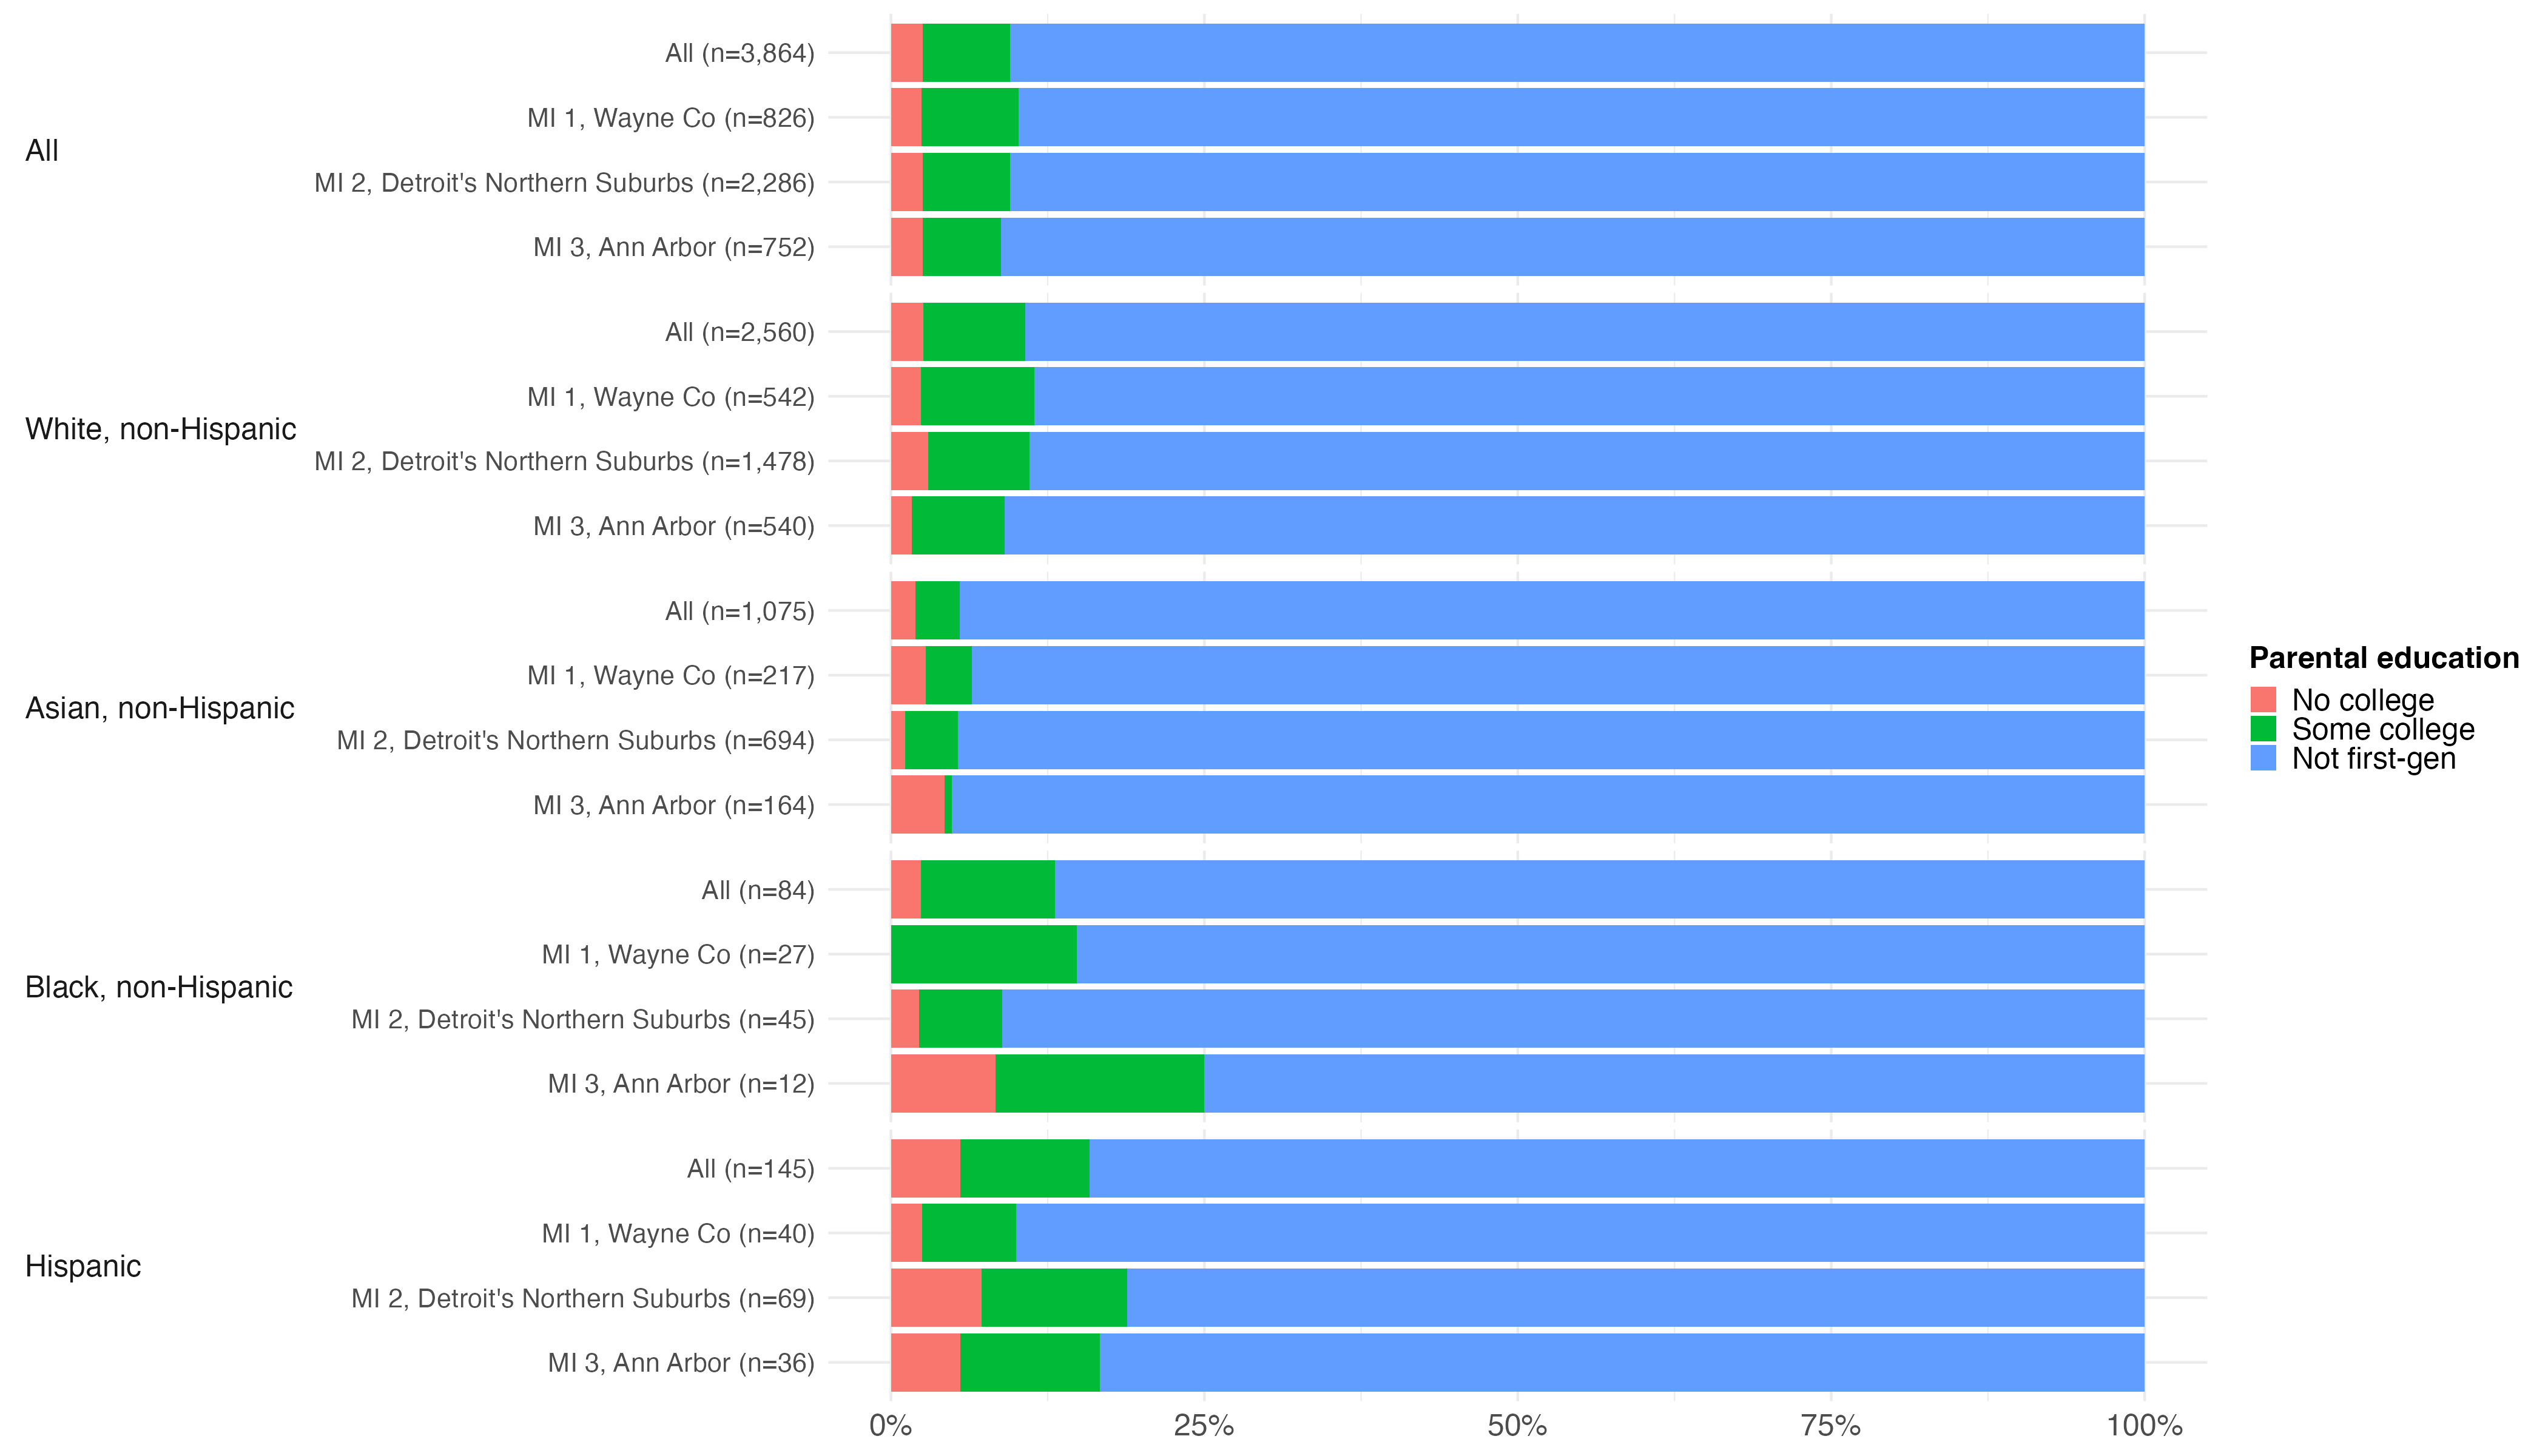 All
All (n=3,864)
MI 1, Wayne Co (n=826)
MI 2, Detroit's Northern Suburbs (n=2,286)
MI 3, Ann Arbor (n=752)
White, non-Hispanic
All (n=2,560)
MI 1, Wayne Co (n=542)
MI 2, Detroit's Northern Suburbs (n=1,478)
MI 3, Ann Arbor (n=540)
Asian, non-Hispanic
All (n=1,075)
MI 1, Wayne Co (n=217)
MI 2, Detroit's Northern Suburbs (n=694)
MI 3, Ann Arbor (n=164)
Black, non-Hispanic
All (n=84)
MI 1, Wayne Co (n=27)
MI 2, Detroit's Northern Suburbs (n=45)
MI 3, Ann Arbor (n=12)
Hispanic
All (n=145)
MI 1, Wayne Co (n=40)
MI 2, Detroit's Northern Suburbs (n=69)
MI 3, Ann Arbor (n=36)
0% 25% 50% 75% 100%
Parental education
No college
Some college
Not first-gen